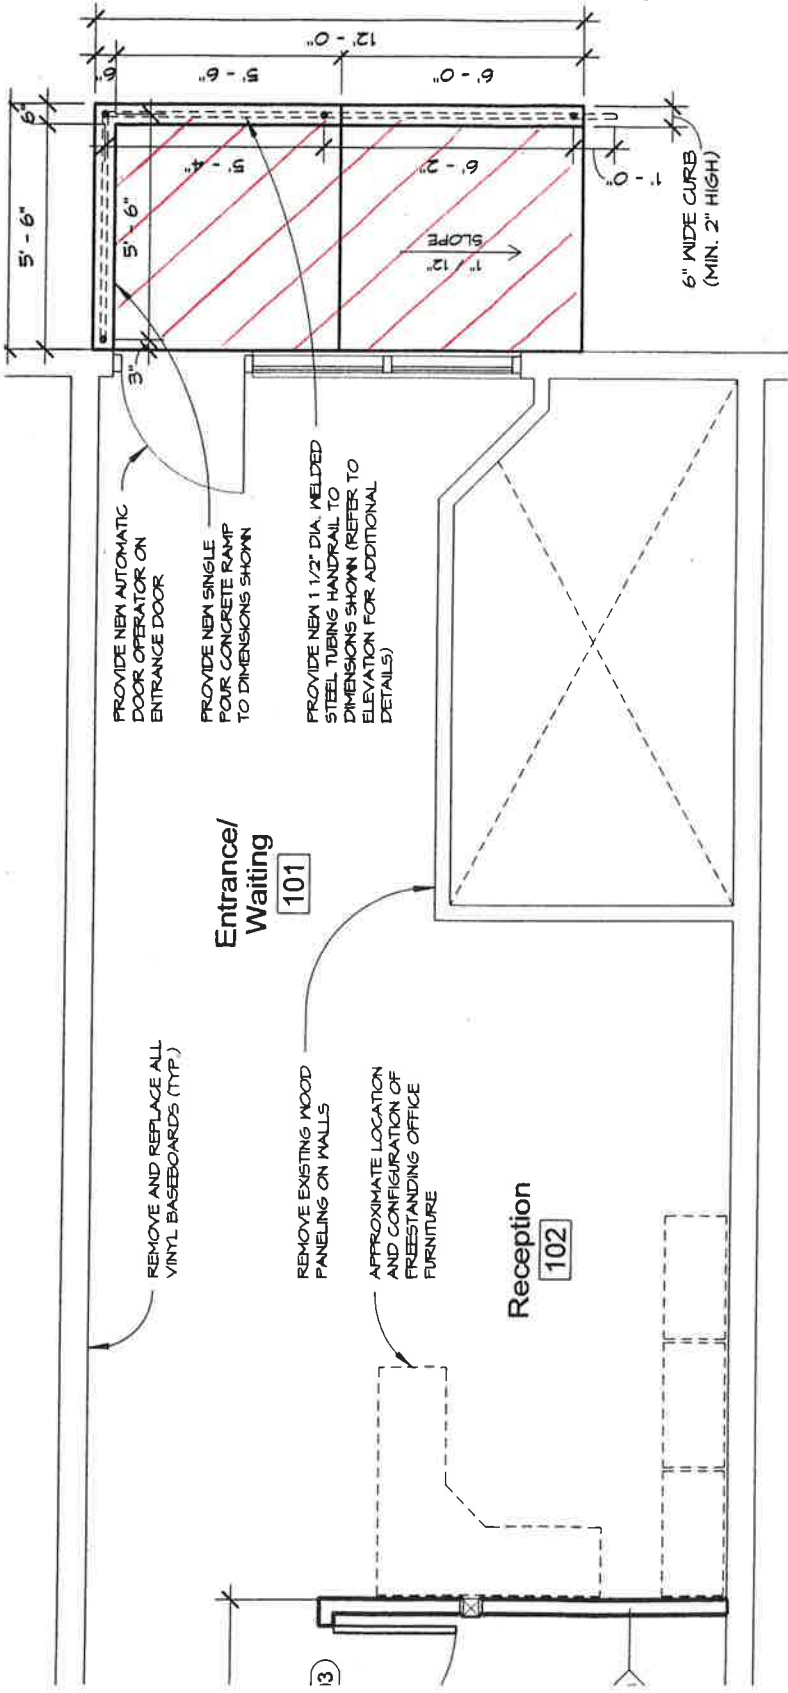 12' - 0"
6"
5' - 6"
6' - 0"
5' - 6"
6"
5' - 4"
6' - 2"
1' - 0"
5' - 6"
3"
1" / 12"
SLOPE
6" WIDE CURB
(MIN. 2" HIGH)
PROVIDE NEW AUTOMATIC
DOOR OPERATOR ON
ENTRANCE DOOR
PROVIDE NEW SINGLE
POUR CONCRETE RAMP
TO DIMENSIONS SHOWN
PROVIDE NEW 1 1/2" DIA. WELDED
STEEL TUBING HANDRAIL TO
DIMENSIONS SHOWN (REFER TO
ELEVATION FOR ADDITIONAL
DETAILS)
Entrance/
Waiting
101
REMOVE AND REPLACE ALL
VINYL BASEBOARDS (TYP.)
REMOVE EXISTING WOOD
PANELING ON WALLS
APPROXIMATE LOCATION
AND CONFIGURATION OF
FREESTANDING OFFICE
FURNITURE
Reception
102